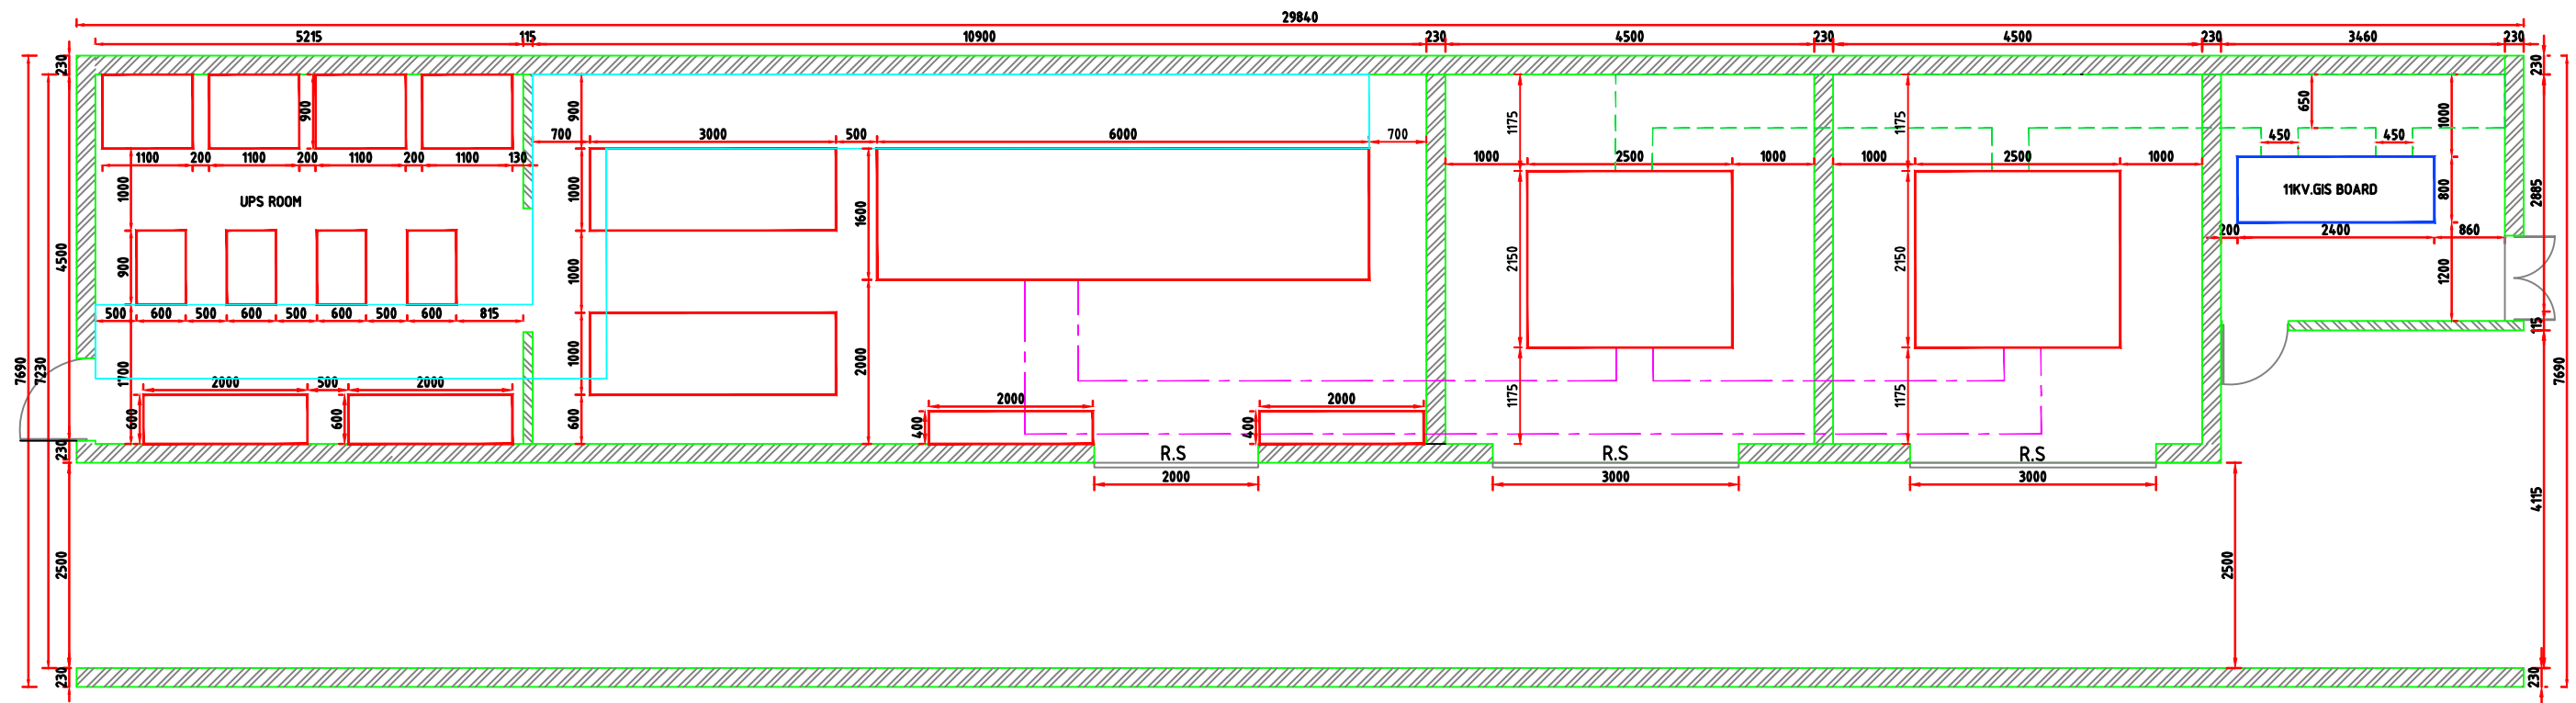 29840
5215 115 10900 230 4500 230 4500 230 3460 230
230 230
900 900 1175 1175 650 1000
700 3000 500 6000 700 450 450
1100 200 1100 200 1100 200 1100 130 1000 2500 1000 1000 2500 1000
1000 1000 1600 11KV.GIS BOARD 800 2885
UPS ROOM
200 2400 860
4500 900 1000 2150 2150 1200
500 600 500 600 500 600 500 600 815 115
7690 7230 1700 1000 2000 7690
2000 500 2000 2000 2000 1175 1175
600 600 600 400 400
230 R.S R.S R.S
2000 3000 3000
2500 2500 4115
230 230